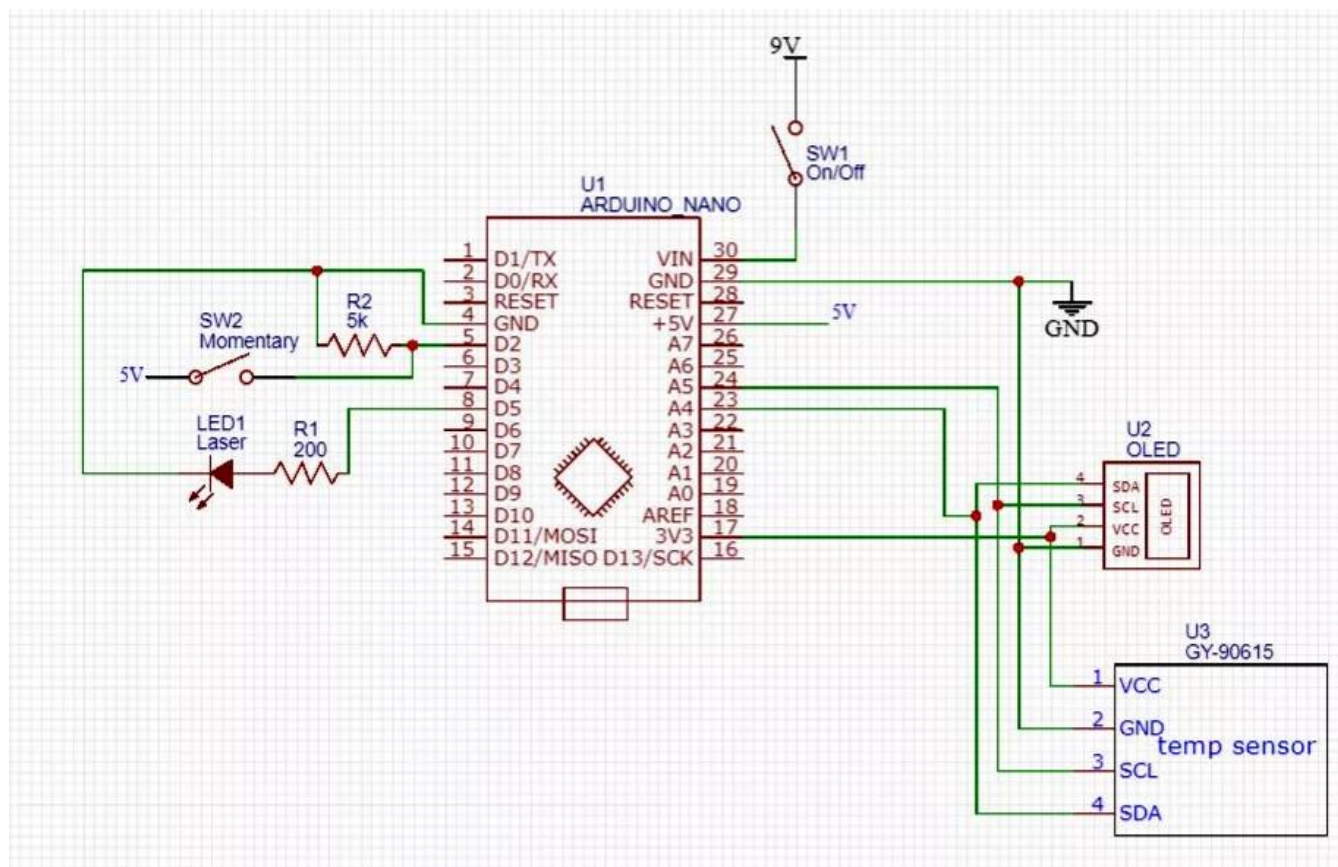 9V
SW1
On/Off
U1
ARDUINO_NANO
1 D1/TX VIN 30
2 D0/RX GND 29
3 RESET RESET 28
4 GND +5V 27
5 D2 A7 26
6 D3 A6 25
7 D4 A5 24
8 D5 A4 23
9 D6 A3 22
10 D7 A2 21
11 D8 A1 20
12 D9 A0 19
13 D10 AREF 18
14 D11/MOSI 3V3 17
15 D12/MISO D13/SCK 16
R2
5k
SW2
Momentary
5V
LED1
Laser
R1
200
5V
GND
U2
OLED
4 SDA
3 SCL
2 VCC
1 GND
OLED
U3
GY-90615
1 VCC
2 GND
temp sensor
3 SCL
4 SDA